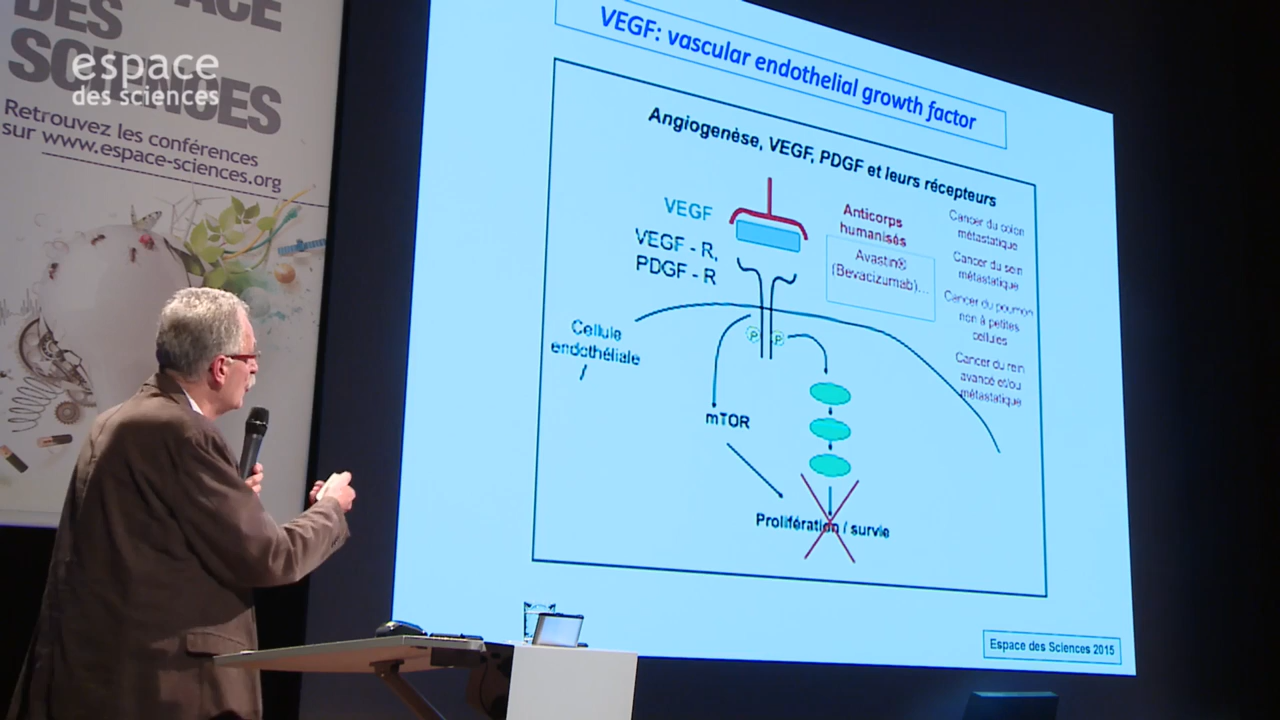 ACE
DES
SCIENCES
espace
des sciences
Retrouvez les conférences
sur www.espace-sciences.org
VEGF: vascular endothelial growth factor
Angiogenèse, VEGF, PDGF et leurs récepteurs
VEGF
VEGF - R,
PDGF - R
Anticorps
humanisés
Avastin®
(Bevacizumab)...
Cancer du colon
métastatique
Cancer du sein
métastatique
Cancer du poumon
non à petites
cellules
Cancer du rein
avancé et/ou
métastatique
Cellule
endothéliale
P
P
mTOR
Prolifération / survie
Espace des Sciences 2015